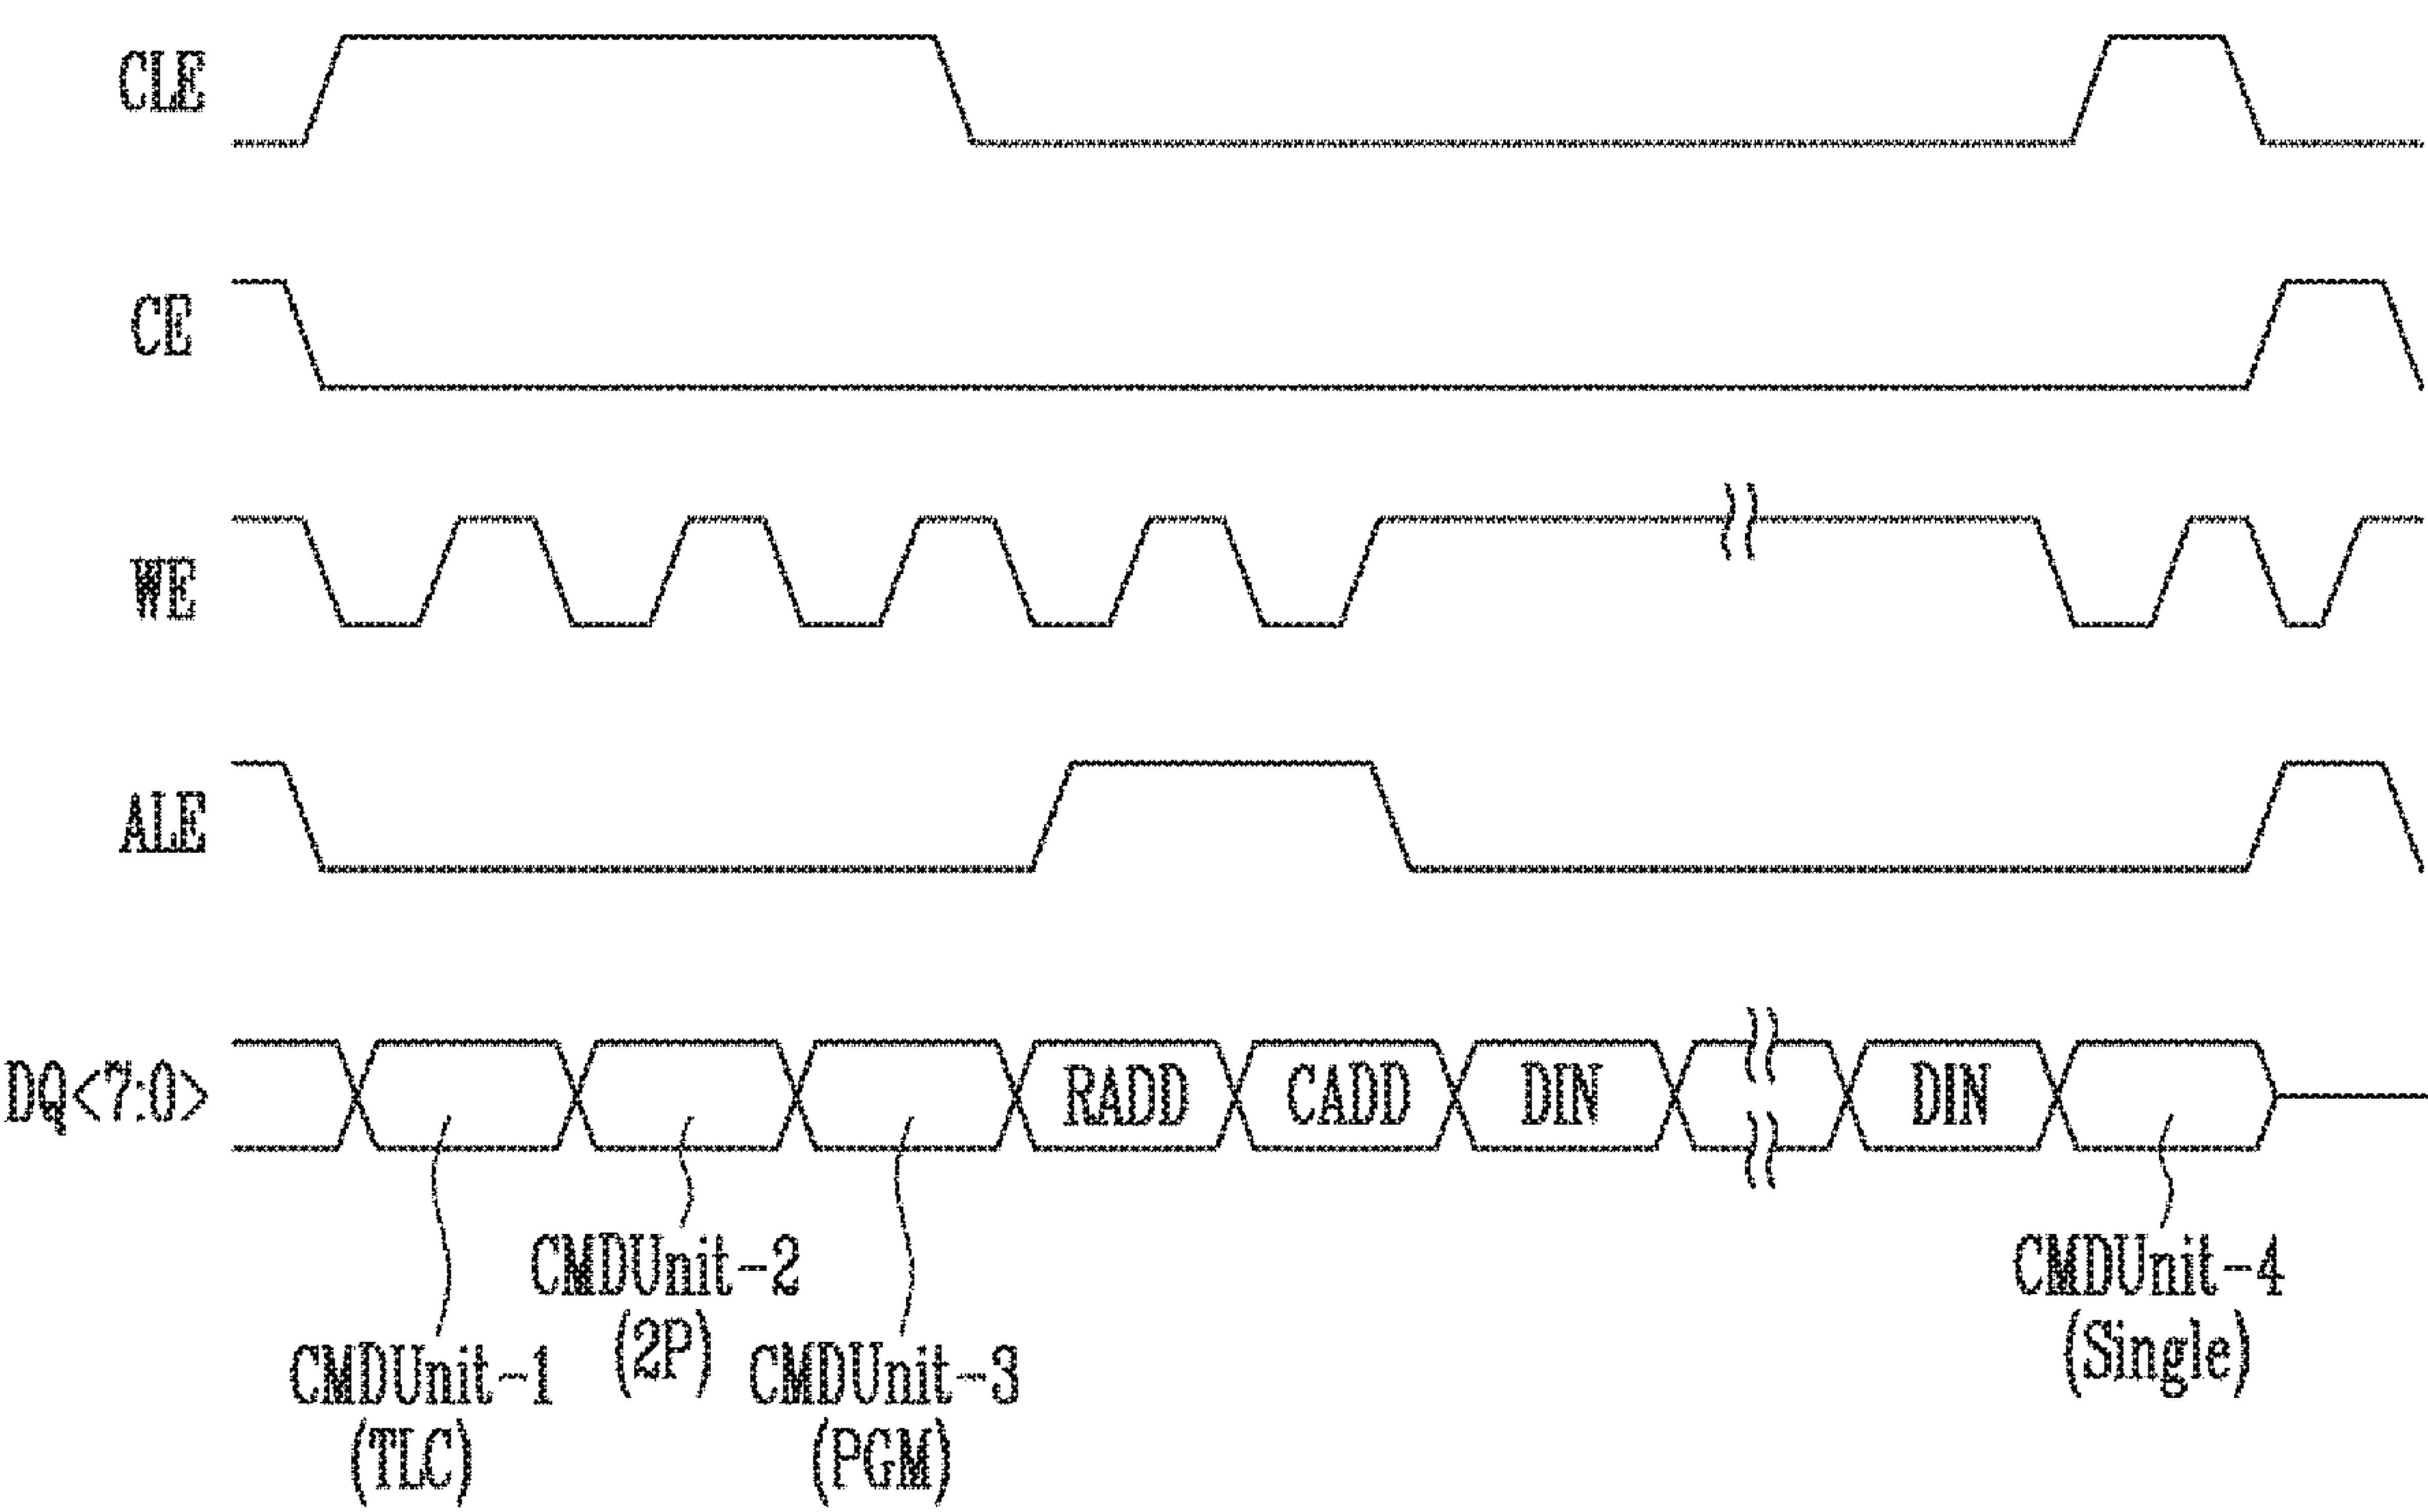 CLE
CE
WE
ALE
DQ<7:0>
RADD
CADD
DIN
DIN
CMDUnit-1
(TLC)
CMDUnit-2
(2P)
CMDUnit-3
(PGM)
CMDUnit-4
(Single)